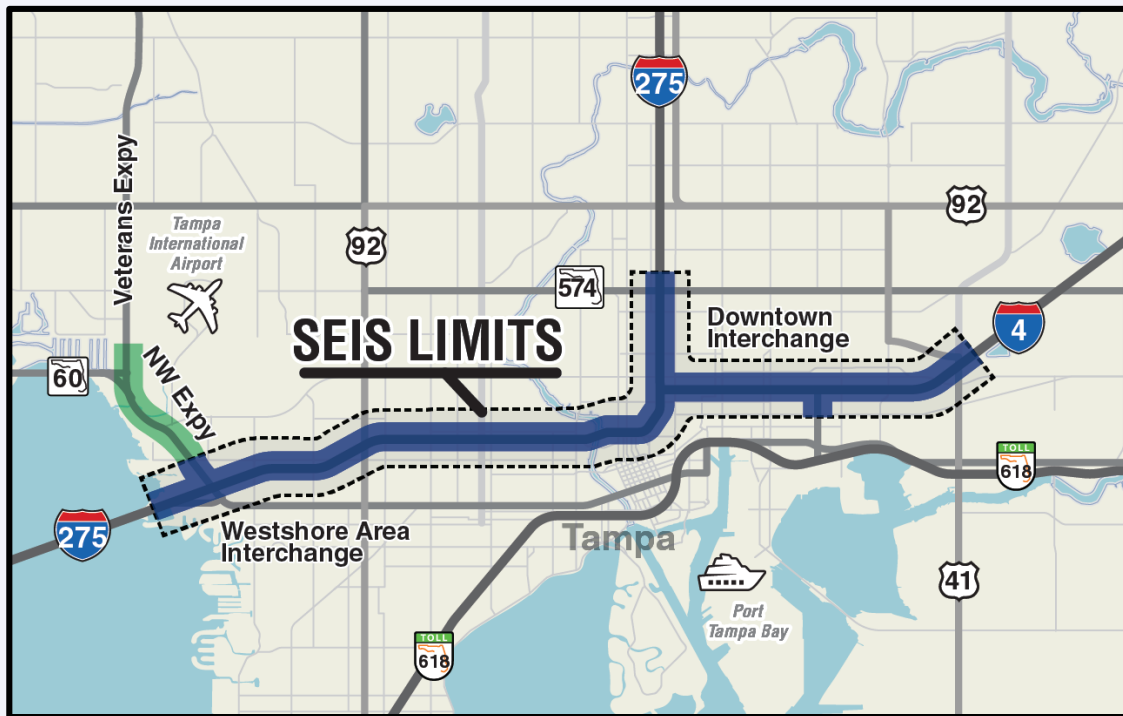 275
Veterans Expy
Tampa
International
Airport
92
92
574
SEIS LIMITS
Downtown
Interchange
4
60
NW Expy
TOLL
618
275
Westshore Area
Interchange
Tampa
41
Port
Tampa Bay
TOLL
618